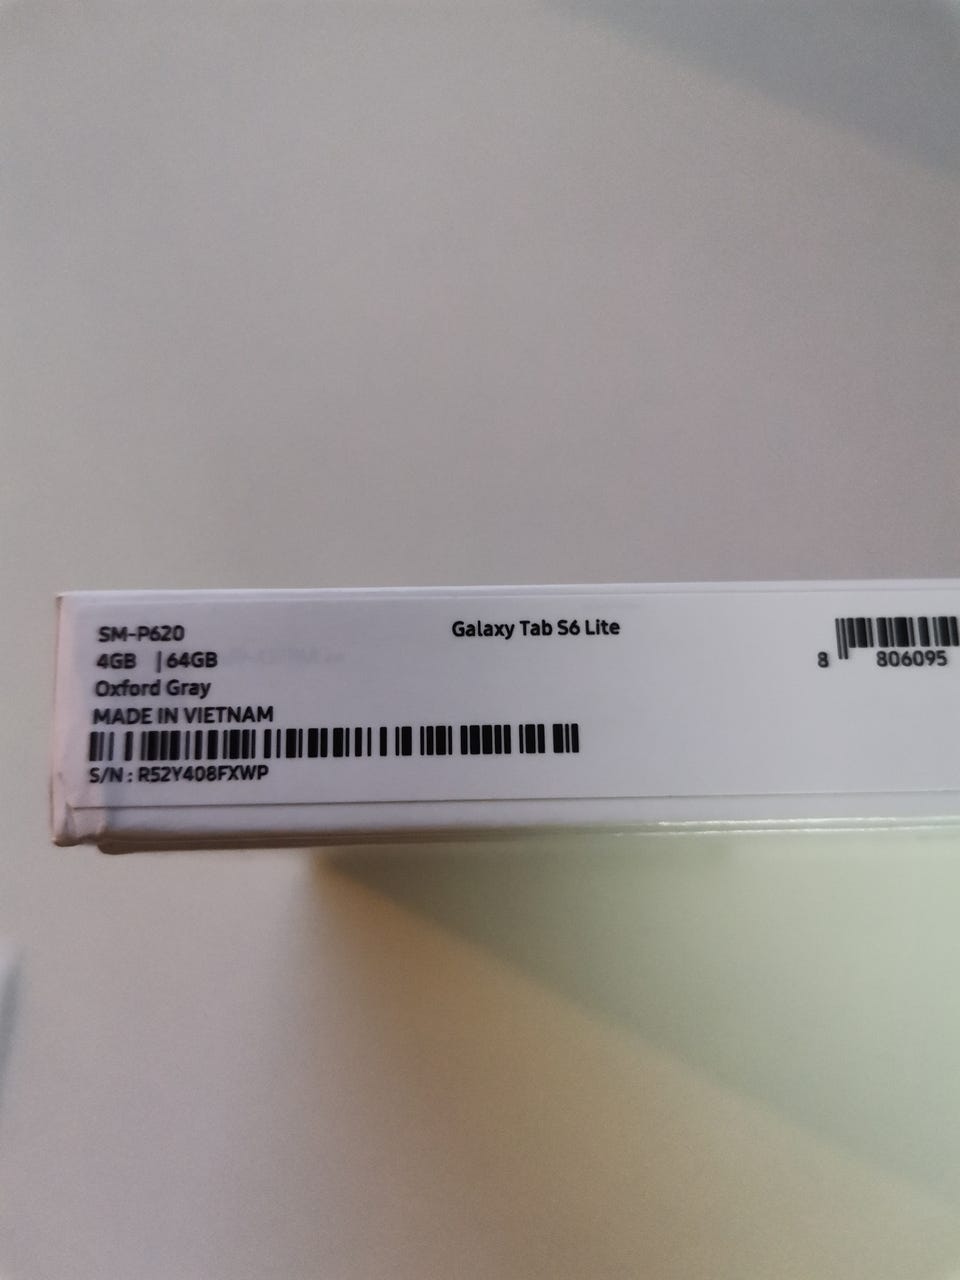 SM-P620
4GB | 64GB
Oxford Gray
MADE IN VIETNAM
S/N : R52Y408FXWP
Galaxy Tab S6 Lite
8 806095